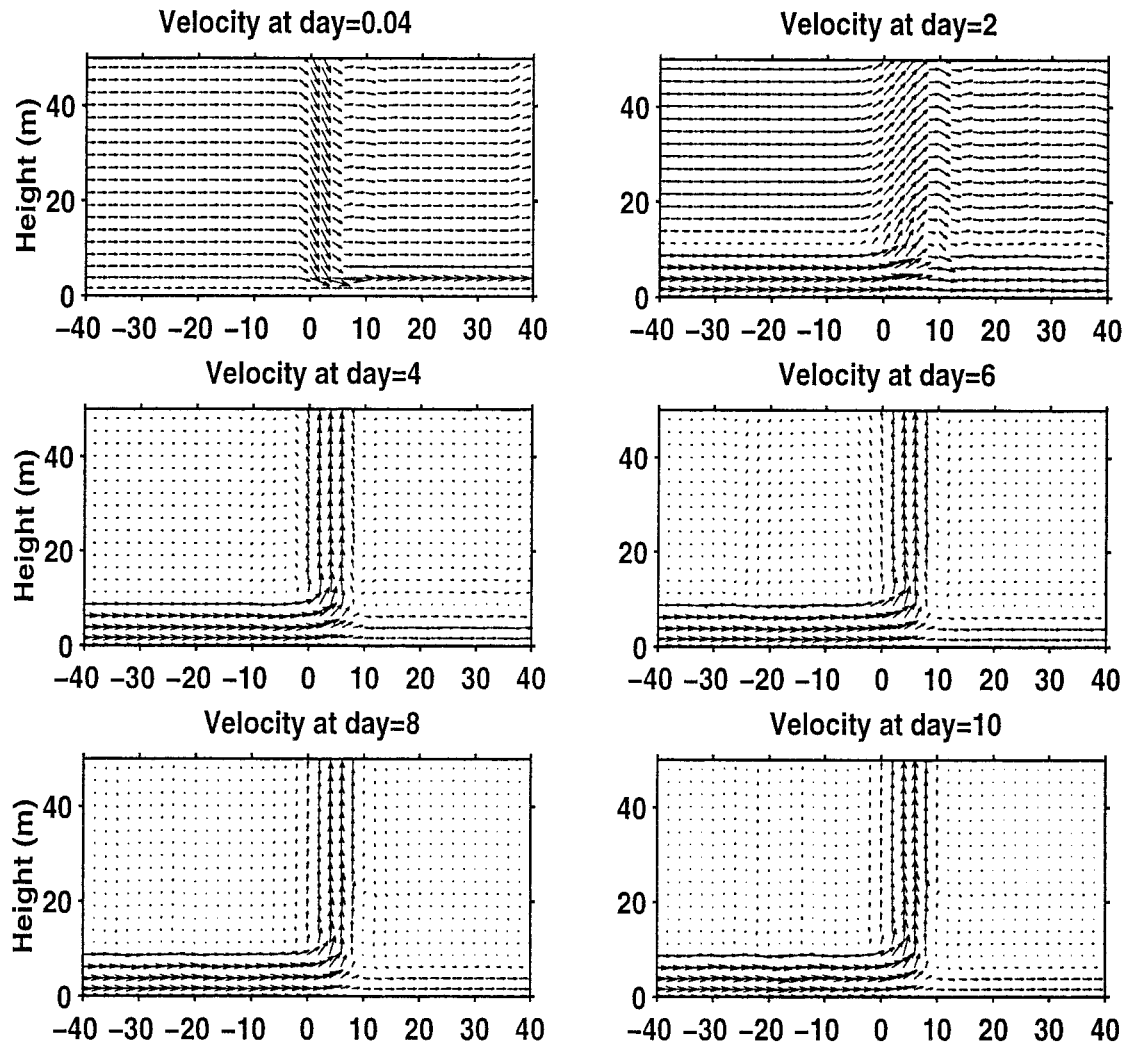 Velocity at day=0.04
Velocity at day=2
Height (m)
40
20
0
−40 −30 −20 −10 0 10 20 30 40
40
20
0
−40 −30 −20 −10 0 10 20 30 40
Velocity at day=4
Velocity at day=6
Height (m)
40
20
0
−40 −30 −20 −10 0 10 20 30 40
40
20
0
−40 −30 −20 −10 0 10 20 30 40
Velocity at day=8
Velocity at day=10
Height (m)
40
20
0
−40 −30 −20 −10 0 10 20 30 40
40
20
0
−40 −30 −20 −10 0 10 20 30 40